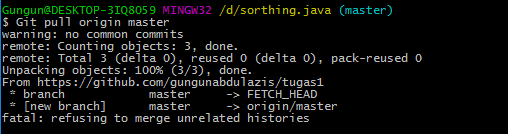 Gungun@DESKTOP-3IQ8O59 MINGW32 /d/sorthing.java (master)
$ Git pull origin master
warning: no common commits
remote: Counting objects: 3, done.
remote: Total 3 (delta 0), reused 0 (delta 0), pack-reused 0
Unpacking objects: 100% (3/3), done.
From https://github.com/gungunabdulazis/tugas1
 * branch            master     -> FETCH_HEAD
 * [new branch]      master     -> origin/master
fatal: refusing to merge unrelated histories